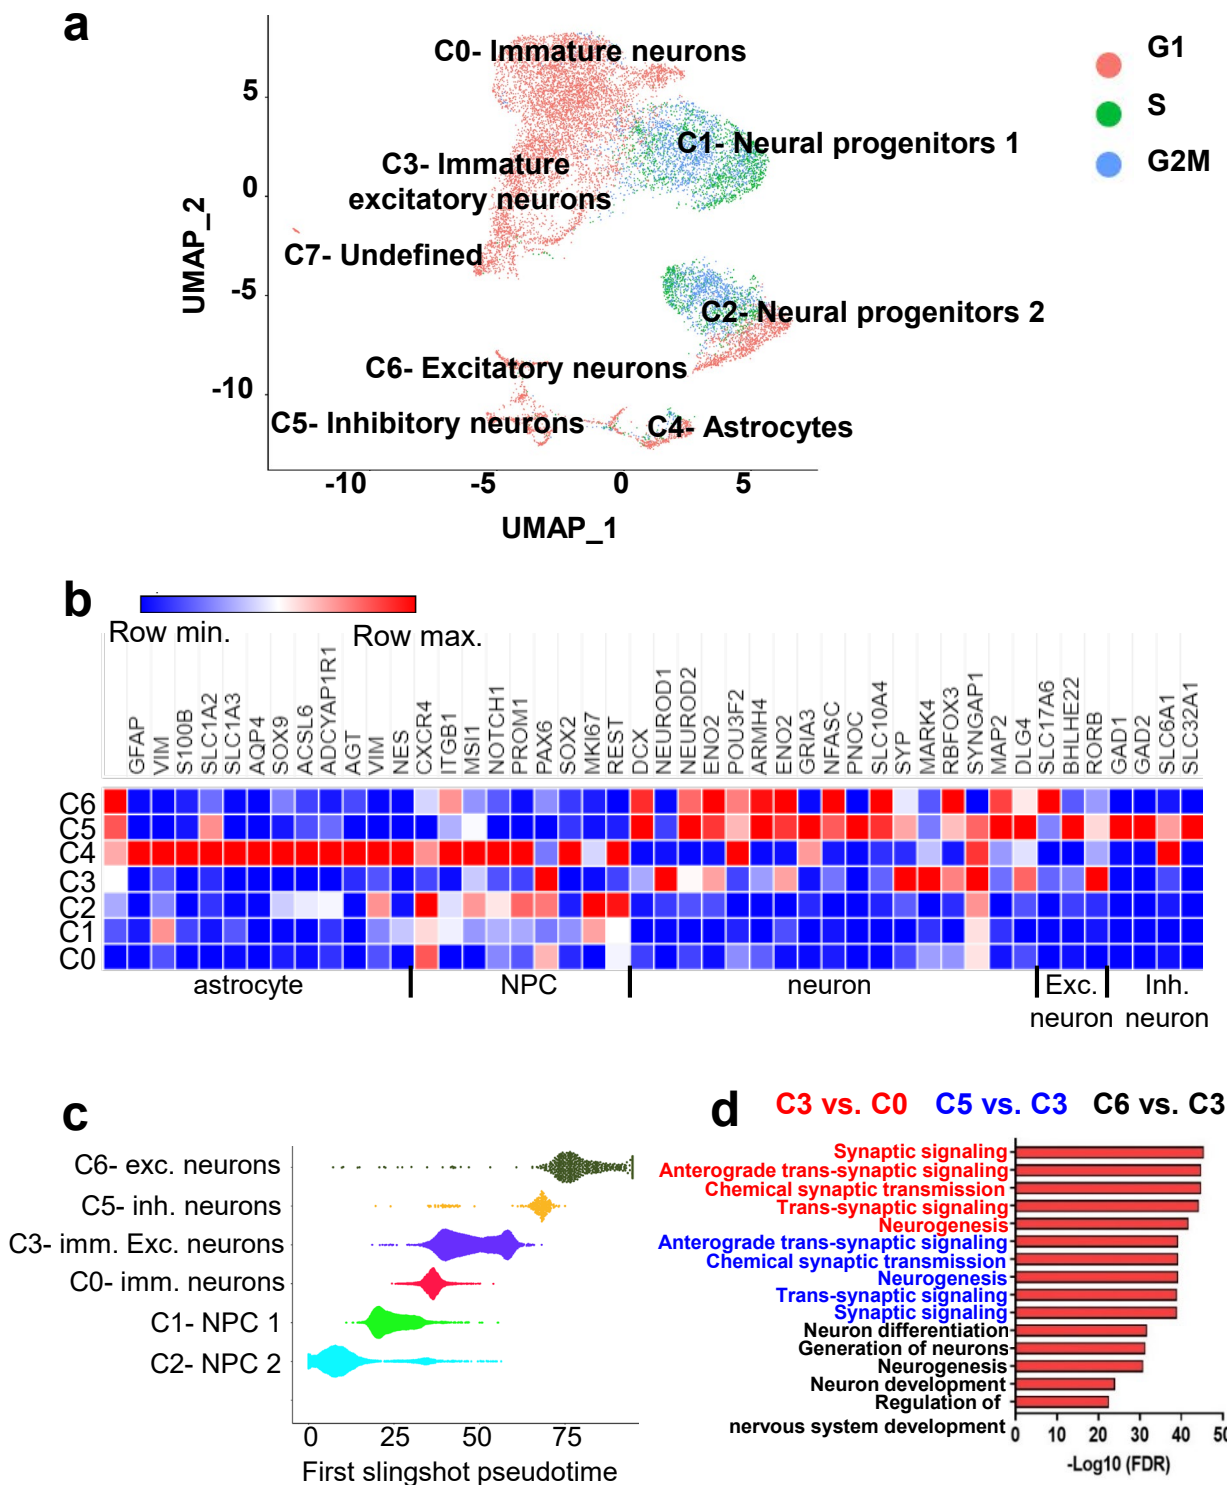 a
C0- Immature neurons
G1
S
G2M
5
C1- Neural progenitors 1
C3- Immature
excitatory neurons
0
C7- Undefined
UMAP_2
-5
C2- Neural progenitors 2
C6- Excitatory neurons
-10
C5- Inhibitory neurons
C4- Astrocytes
-10 -5 0 5
UMAP_1
b
Row min. Row max.
GFAP
VIM
S100B
SLC1A2
SLC1A3
AQP4
SOX9
ACSL6
ADCYAP1R1
AGT
VIM
NES
CXCR4
ITGB1
MSI1
NOTCH1
PROM1
PAX6
SOX2
MKI67
REST
DCX
NEUROD1
NEUROD2
ENO2
POU3F2
ARMH4
ENO2
GRIA3
NFASC
PNOC
SLC10A4
SYP
MARK4
RBFOX3
SYNGAP1
MAP2
DLG4
SLC17A6
BHLHE22
RORB
GAD1
GAD2
SLC6A1
SLC32A1
C6
C5
C4
C3
C2
C1
C0
astrocyte NPC neuron Exc. Inh.
neuron neuron
c
C6- exc. neurons
C5- inh. neurons
C3- imm. Exc. neurons
C0- imm. neurons
C1- NPC 1
C2- NPC 2
0 25 50 75
First slingshot pseudotime
d
C3 vs. C0 C5 vs. C3 C6 vs. C3
Synaptic signaling
Anterograde trans-synaptic signaling
Chemical synaptic transmission
Trans-synaptic signaling
Neurogenesis
Anterograde trans-synaptic signaling
Chemical synaptic transmission
Neurogenesis
Trans-synaptic signaling
Synaptic signaling
Neuron differentiation
Generation of neurons
Neurogenesis
Neuron development
Regulation of
nervous system development
0 10 20 30 40 50
-Log10 (FDR)